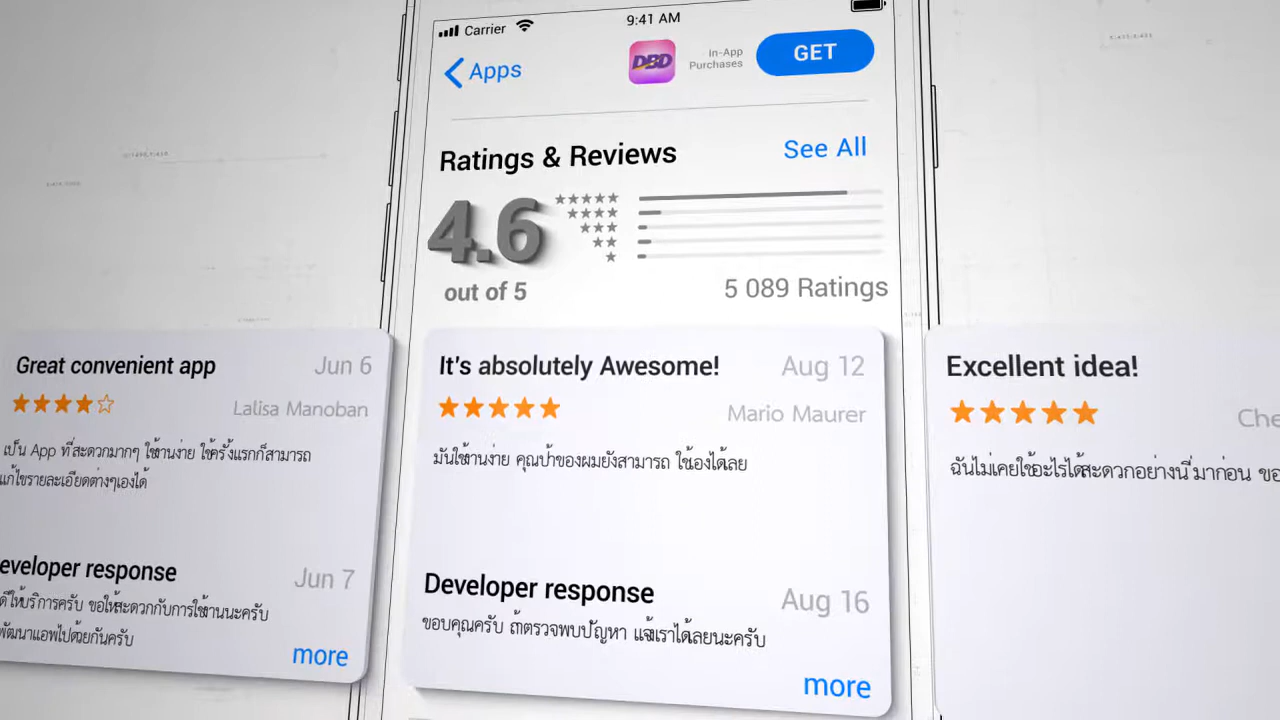 Carrier
9:41 AM
Apps
DBD
In-App
Purchases
GET
Ratings & Reviews
See All
4.6
out of 5
5 089 Ratings
Great convenient app
Jun 6
Lalisa Manoban
เป็น App ที่สะดวกมากๆ ใช้งานง่าย ใช้ครั้งแรกก็สามารถ
แก้ไขรายละเอียดต่างๆเองได้
eveloper response
Jun 7
ดีให้บริการครับ ขอให้สะดวกกับการใช้งานนะครับ
พัฒนาแอพไปด้วยกันครับ
more
It's absolutely Awesome!
Aug 12
Mario Maurer
มันใช้งานง่าย คุณป้าของผมยังสามารถ ใช้เองได้เลย
Developer response
Aug 16
ขอบคุณครับ ถ้าตรวจพบปัญหา แจ้งเราได้เลยนะครับ
more
Excellent idea!
Che
ฉันไม่เคยใช้อะไรได้สะดวกอย่างนี้มาก่อน ขอ